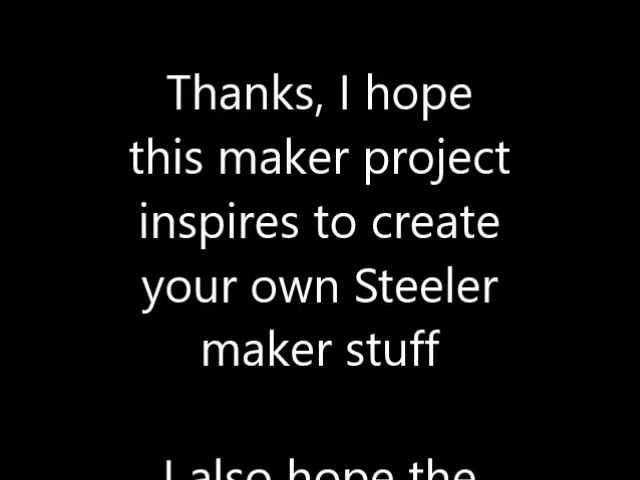 Thanks, I hope
this maker project
inspires to create
your own Steeler
maker stuff
I also hope the